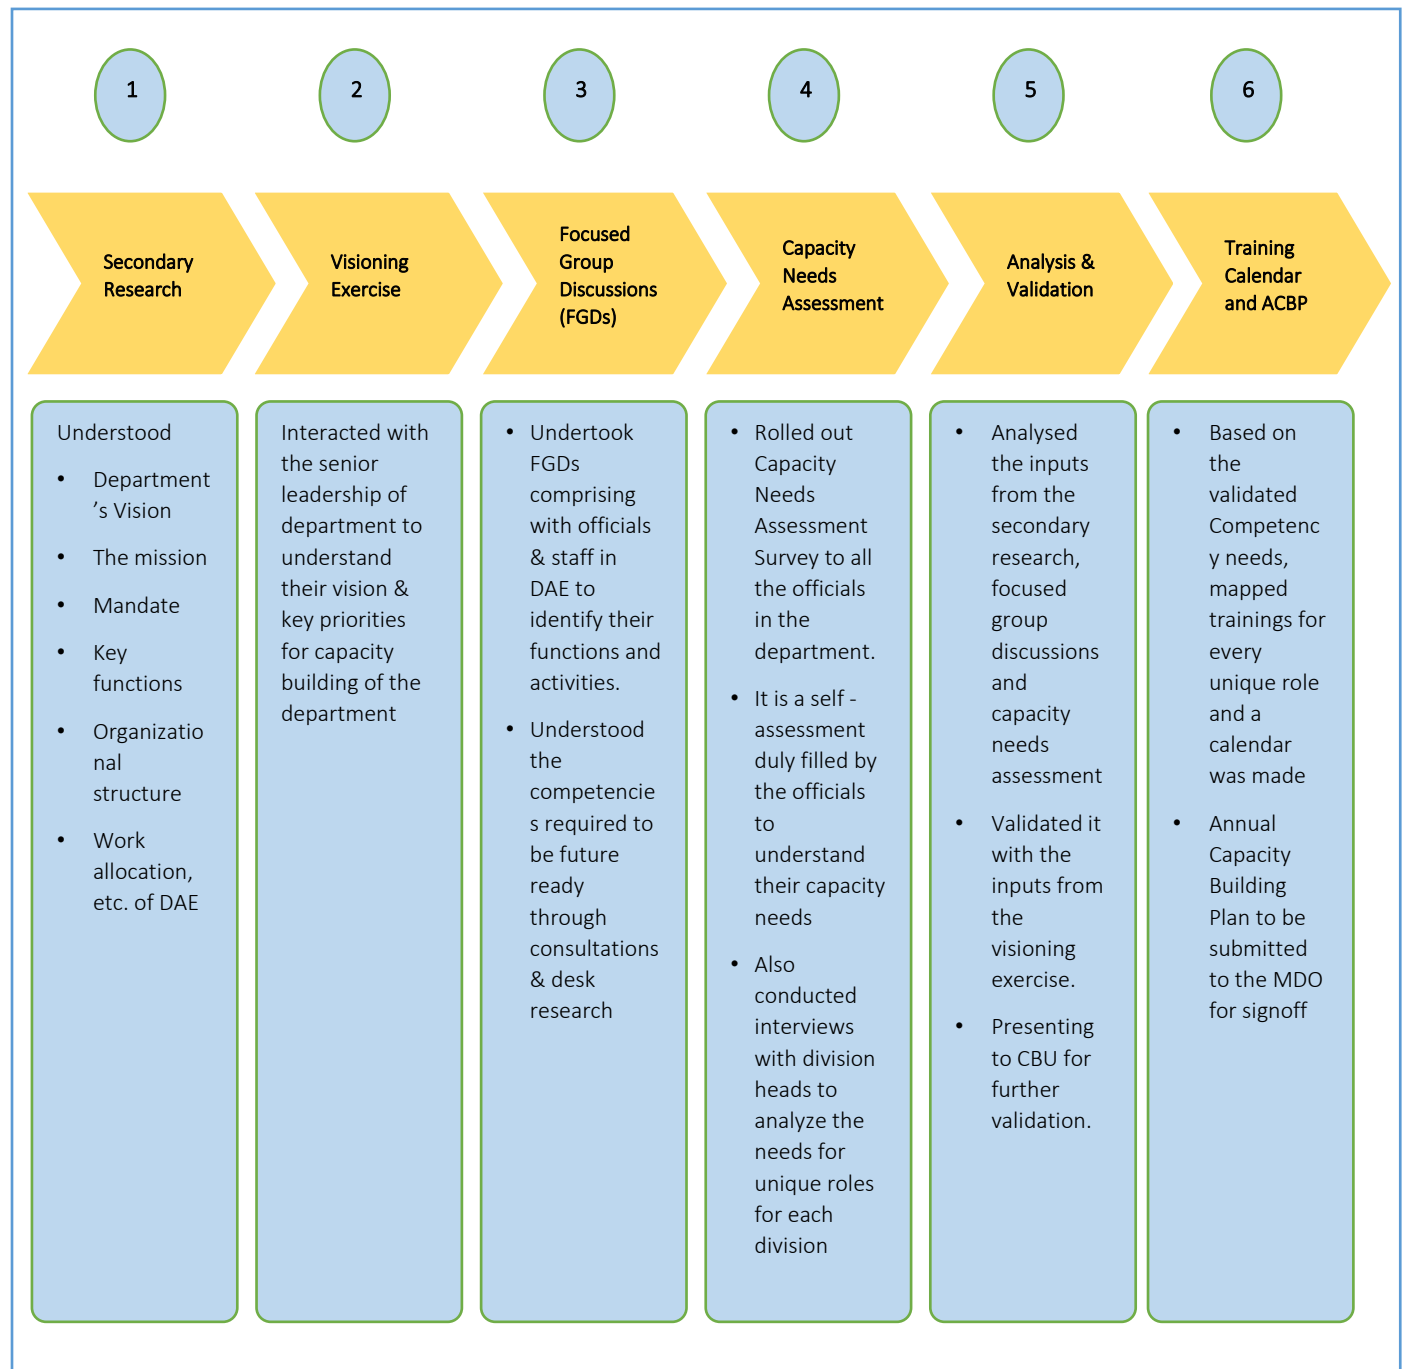 1
2
3
4
5
6
Secondary
Research
Visioning
Exercise
Focused
Group
Discussions
(FGDs)
Capacity
Needs
Assessment
Analysis &
Validation
Training
Calendar
and ACBP
Understood
• Department
’s Vision
• The mission
• Mandate
• Key
functions
• Organizatio
nal
structure
• Work
allocation,
etc. of DAE
Interacted with
the senior
leadership of
department to
understand
their vision &
key priorities
for capacity
building of the
department
• Undertook
FGDs
comprising
with officials
& staff in
DAE to
identify their
functions and
activities.
• Understood
the
competencie
s required to
be future
ready
through
consultations
& desk
research
• Rolled out
Capacity
Needs
Assessment
Survey to all
the officials
in the
department.
• It is a self -
assessment
duly filled by
the officials
to
understand
their capacity
needs
• Also
conducted
interviews
with division
heads to
analyze the
needs for
unique roles
for each
division
• Analysed
the inputs
from the
secondary
research,
focused
group
discussions
and
capacity
needs
assessment
• Validated it
with the
inputs from
the
visioning
exercise.
• Presenting
to CBU for
further
validation.
• Based on
the
validated
Competenc
y needs,
mapped
trainings for
every
unique role
and a
calendar
was made
• Annual
Capacity
Building
Plan to be
submitted
to the MDO
for signoff